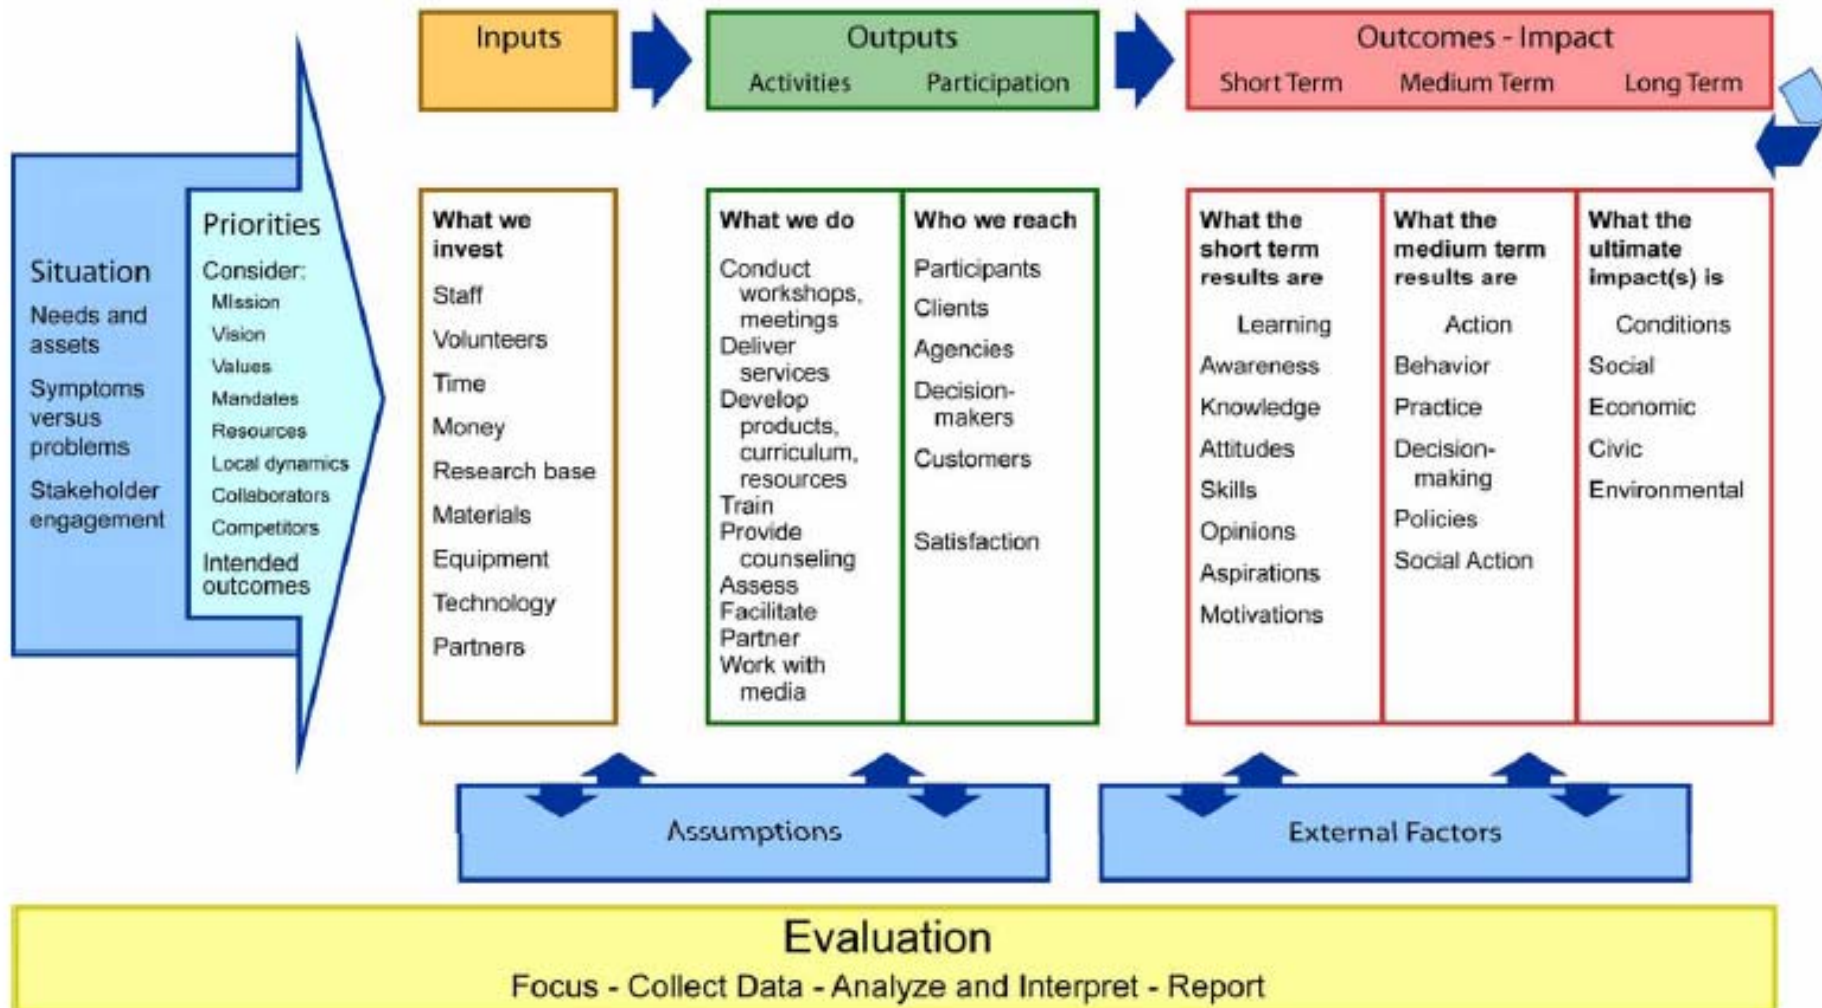 Inputs
Outputs
Activities Participation
Outcomes - Impact
Short Term Medium Term Long Term
Situation
Needs and
assets
Symptoms
versus
problems
Stakeholder
engagement
Priorities
Consider:
MIssion
Vision
Values
Mandates
Resources
Local dynamics
Collaborators
Competitors
Intended
outcomes
What we
invest
Staff
Volunteers
Time
Money
Research base
Materials
Equipment
Technology
Partners
What we do
Conduct
workshops,
meetings
Deliver
services
Develop
products,
curriculum,
resources
Train
Provide
counseling
Assess
Facilitate
Partner
Work with
media
Who we reach
Participants
Clients
Agencies
Decision-
makers
Customers
Satisfaction
What the
short term
results are
Learning
Awareness
Knowledge
Attitudes
Skills
Opinions
Aspirations
Motivations
What the
medium term
results are
Action
Behavior
Practice
Decision-
making
Policies
Social Action
What the
ultimate
impact(s) is
Conditions
Social
Economic
Civic
Environmental
Assumptions
External Factors
Evaluation
Focus - Collect Data - Analyze and Interpret - Report